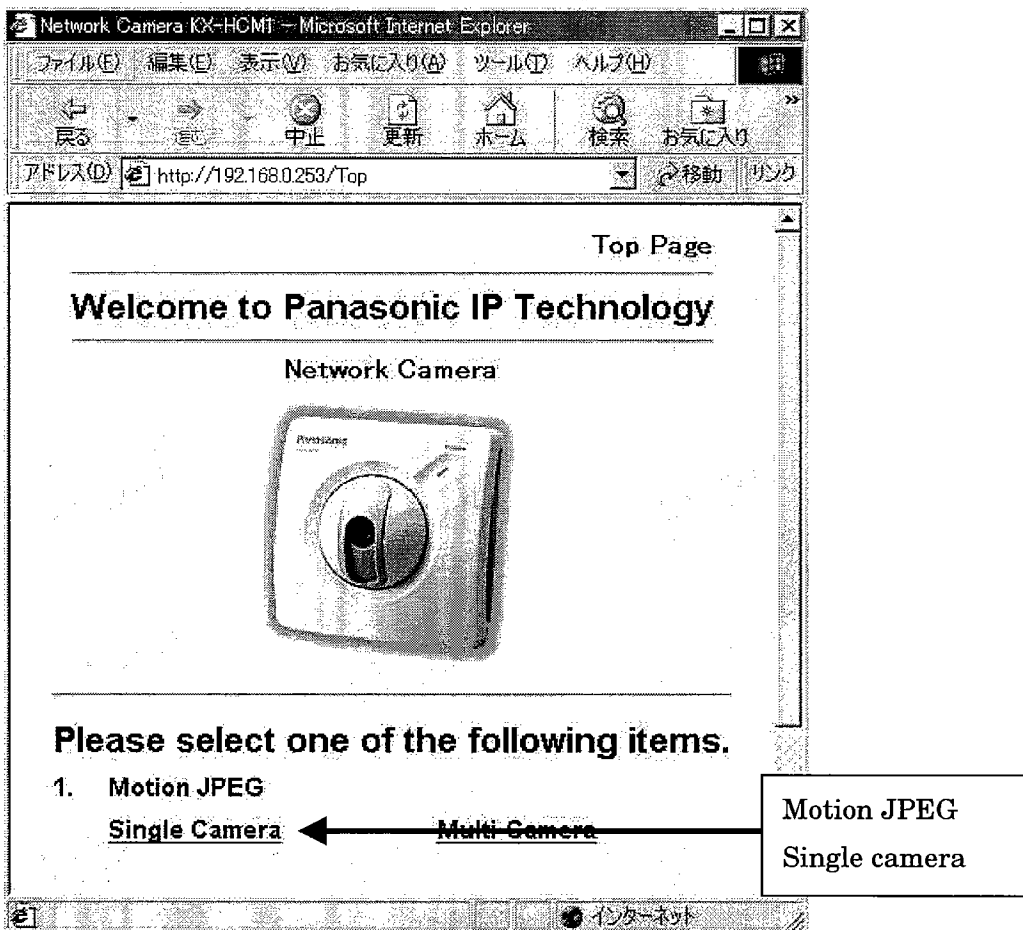 Network Camera KX-HCM1 - Microsoft Internet Explorer
ファイル(F) 編集(E) 表示(V) お気に入り(A) ツール(T) ヘルプ(H)
戻る 進む 中止 更新 ホーム 検索 お気に入り »
アドレス(D) http://192.168.0.253/Top 移動 リンク
Top Page
Welcome to Panasonic IP Technology
Network Camera
Panasonic
Please select one of the following items.
1. Motion JPEG
Single Camera Multi Camera
Motion JPEG
Single camera
インターネット